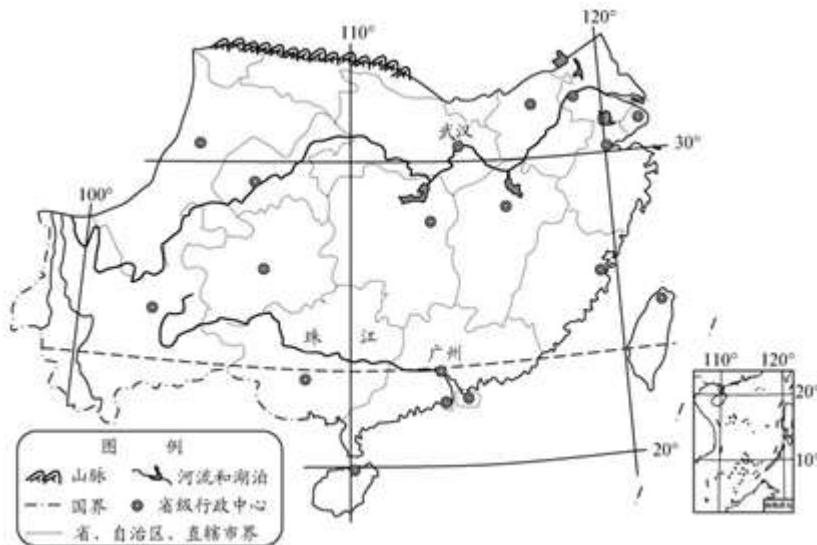 110°
120°
武汉
30°
100°
珠江
广州
20°
110° 120°
20°
10°
图例
山脉 河流和湖泊
国界 省级行政中心
省、自治区、直辖市界